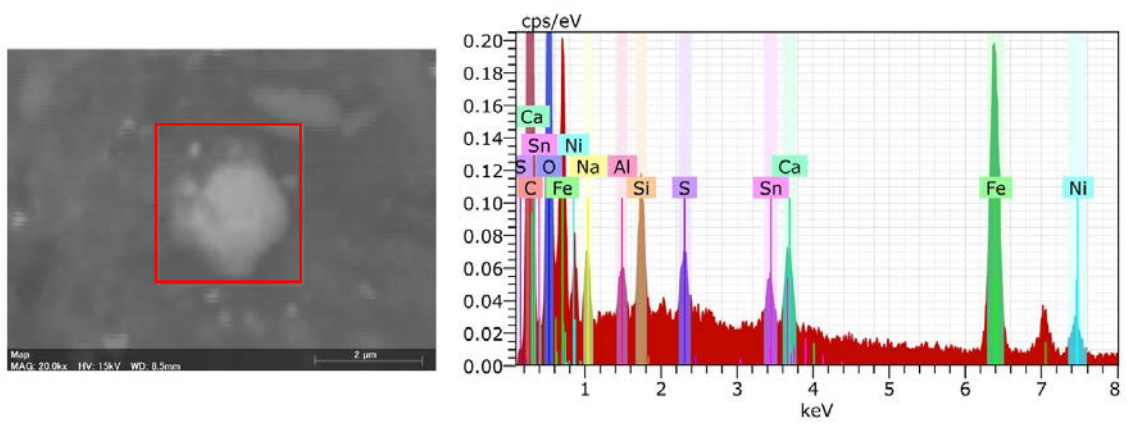 Map
MAG: 20.0kx HV: 15kV WD: 8.5mm
2 µm
cps/eV
0.20
0.18
0.16
0.14
0.12
0.10
0.08
0.06
0.04
0.02
0.00
Ca
Sn Ni
S O Na Al Ca
C Fe Si S Sn Fe Ni
1 2 3 4 5 6 7 8
keV